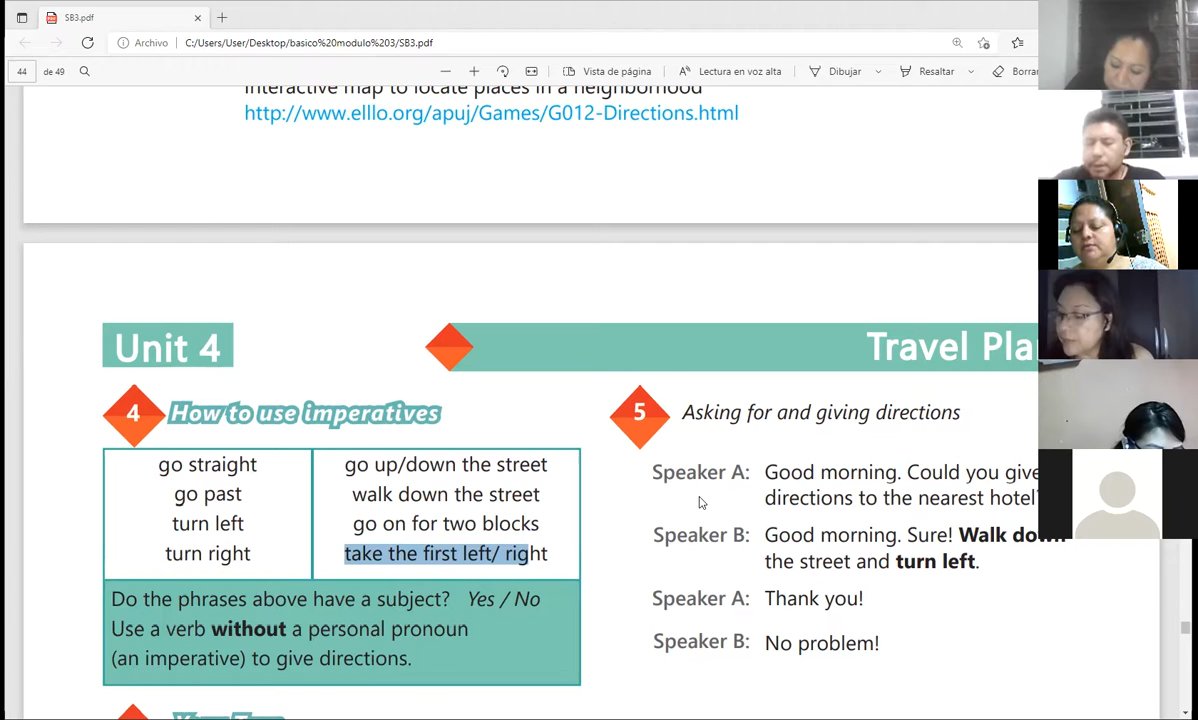 SB3.pdf
Archivo
C:/Users/User/Desktop/basico%20modulo%203/SB3.pdf
44
de 49
Vista de página
Lectura en voz alta
Dibujar
Resaltar
Borrar
Interactive map to locate places in a neighborhood
http://www.elllo.org/apuj/Games/G012-Directions.html
Unit 4
Travel Pla
4
How to use imperatives
go straight
go past
turn left
turn right
go up/down the street
walk down the street
go on for two blocks
take the first left/ right
Do the phrases above have a subject? Yes / No
Use a verb without a personal pronoun
(an imperative) to give directions.
5
Asking for and giving directions
Speaker A: Good morning. Could you give
directions to the nearest hotel?
Speaker B: Good morning. Sure! Walk down
the street and turn left.
Speaker A: Thank you!
Speaker B: No problem!